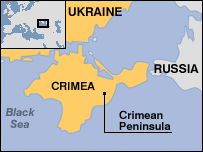 UKRAINE
RUSSIA
CRIMEA
Black
Sea
Crimean
Peninsula